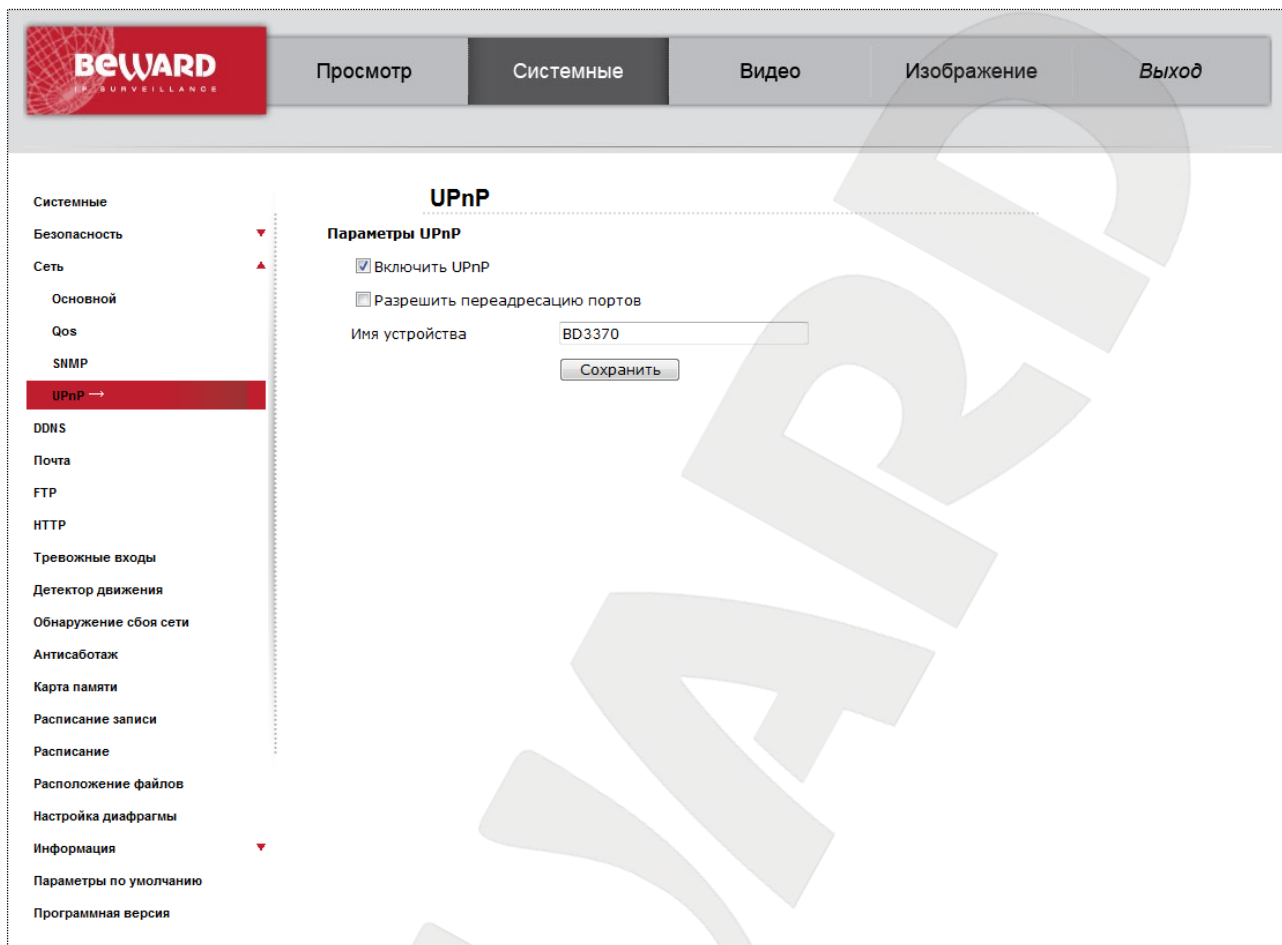 BEWARD
IP SURVEILLANCE
Просмотр
Системные
Видео
Изображение
Выход
Системные
Безопасность
Сеть
Основной
Qos
SNMP
UPnP →
DDNS
Почта
FTP
HTTP
Тревожные входы
Детектор движения
Обнаружение сбоя сети
Антисаботаж
Карта памяти
Расписание записи
Расписание
Расположение файлов
Настройка диафрагмы
Информация
Параметры по умолчанию
Программная версия
UPnP
Параметры UPnP
Включить UPnP
Разрешить переадресацию портов
Имя устройства BD3370
Сохранить
WARD